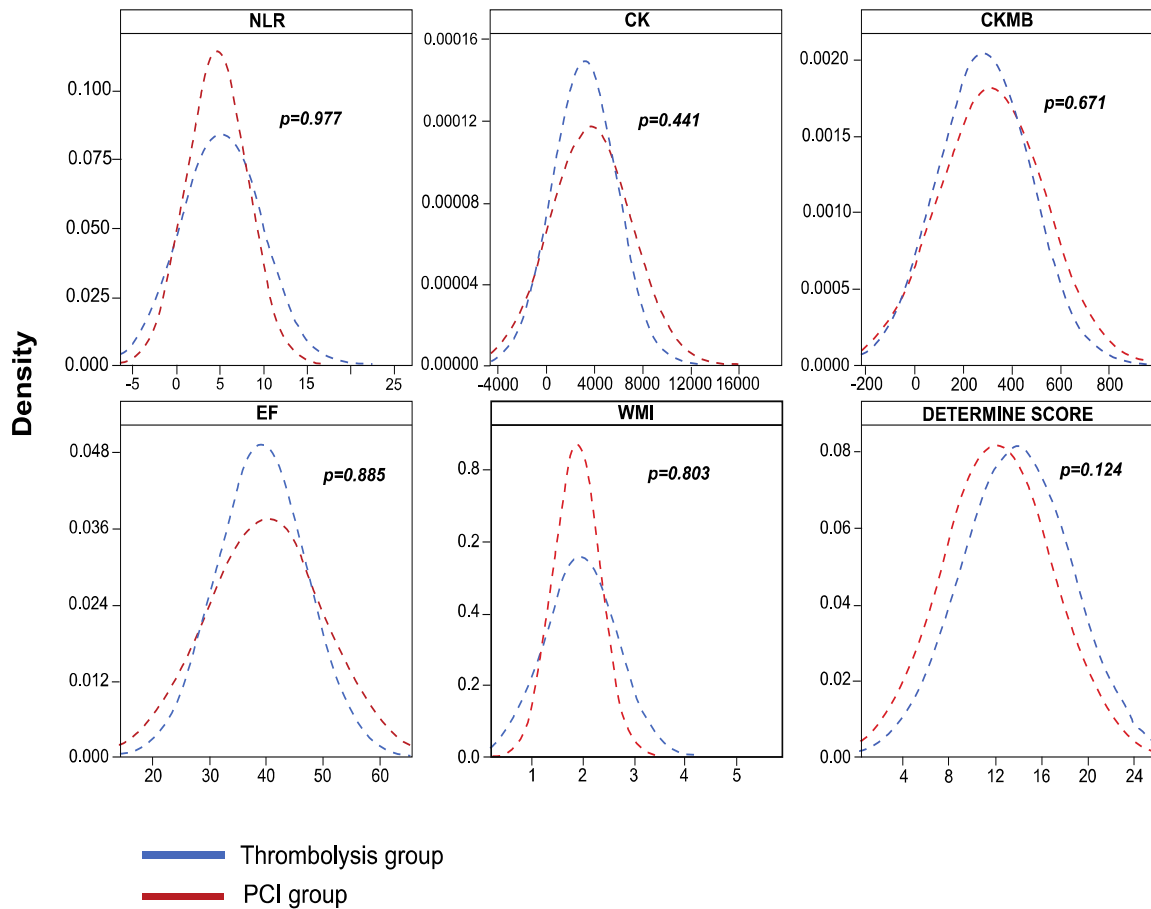 NLR
CK
CKMB
0.100
0.075
0.050
0.025
0.000
p=0.977
-5 0 5 10 15 20 25
0.00016
0.00012
0.00008
0.00004
0.00000
p=0.441
-4000 0 4000 8000 12000 16000
0.0020
0.0015
0.0010
0.0005
0.0000
p=0.671
-200 0 200 400 600 800
Density
EF
WMI
DETERMINE SCORE
0.048
0.036
0.024
0.012
0.000
p=0.885
20 30 40 50 60
0.8
0.2
0.4
0.2
0.0
p=0.803
1 2 3 4 5
0.08
0.06
0.04
0.02
0.00
p=0.124
4 8 12 16 20 24
Thrombolysis group
PCI group